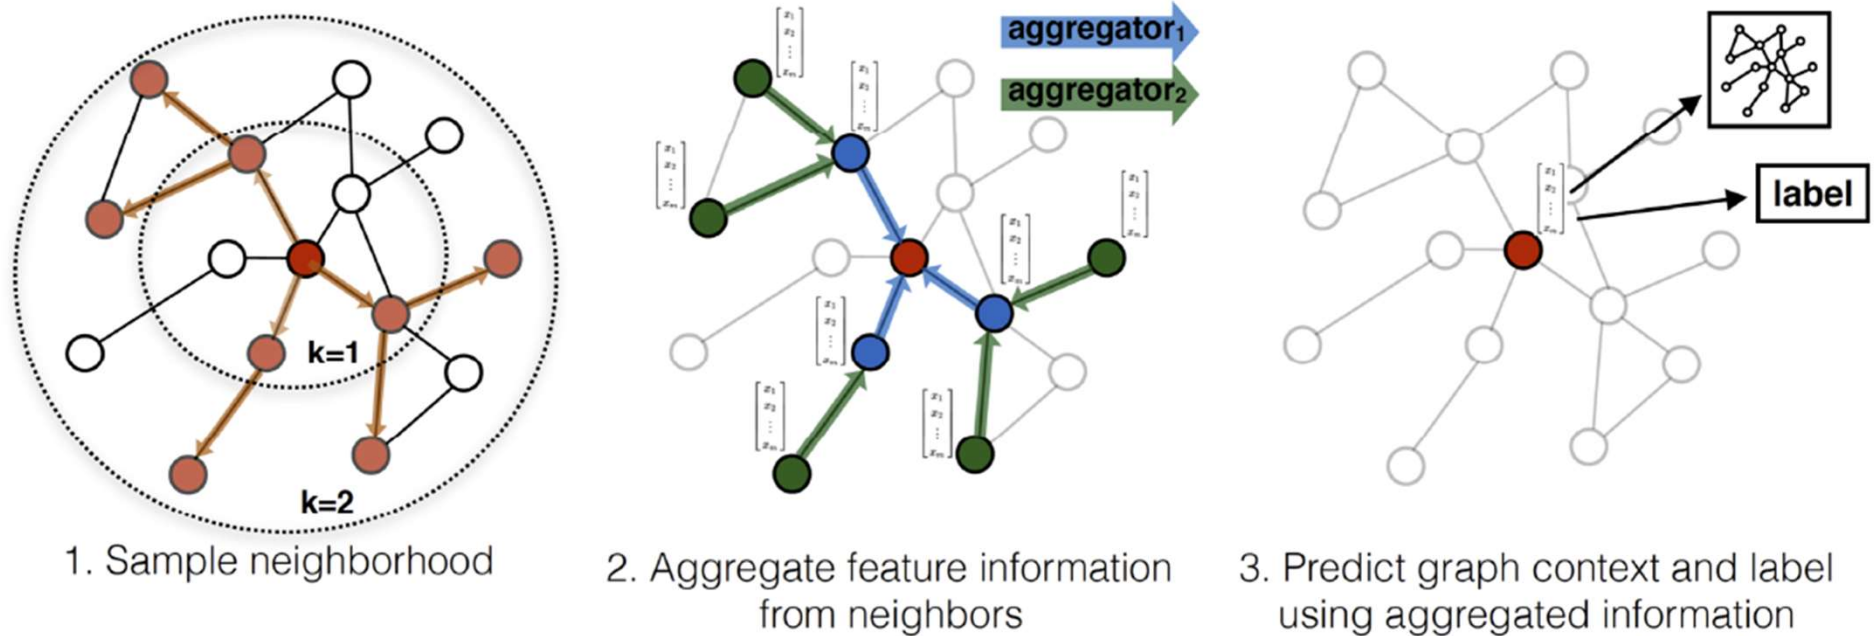 aggregator1
aggregator2
label
k=1
k=2
1. Sample neighborhood
2. Aggregate feature information
from neighbors
3. Predict graph context and label
using aggregated information